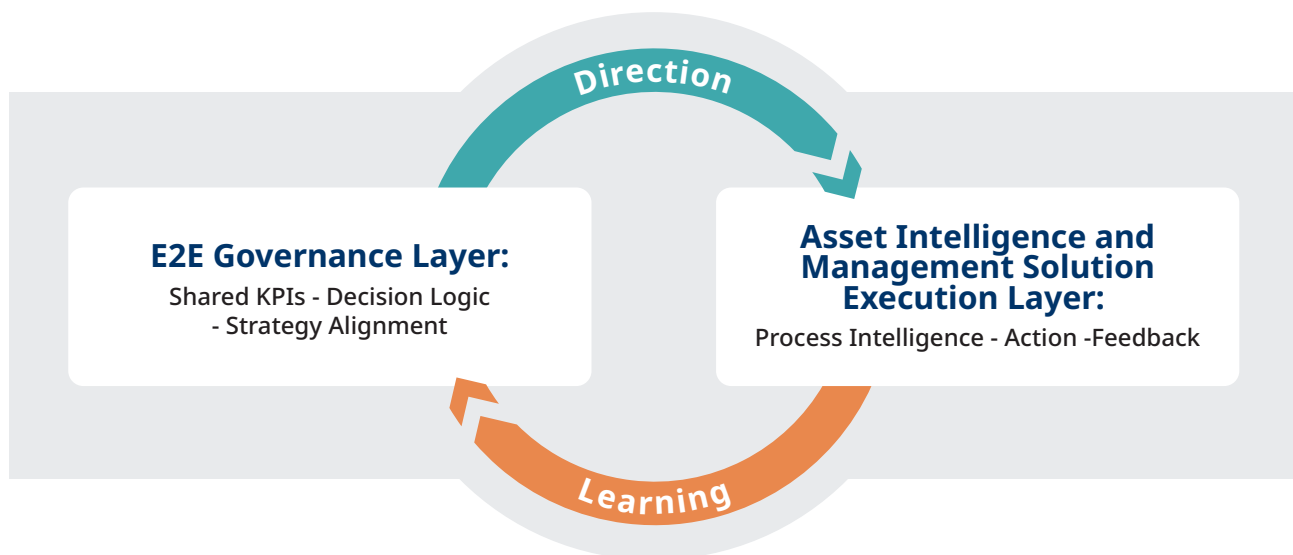 Direction
E2E Governance Layer:
Shared KPIs - Decision Logic
- Strategy Alignment
Asset Intelligence and
Management Solution
Execution Layer:
Process Intelligence - Action -Feedback
Learning